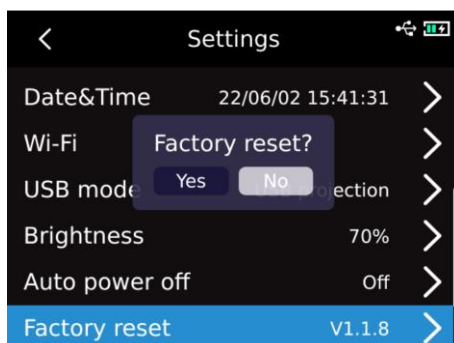 Settings
Date&Time 22/06/02 15:41:31
Wi-Fi
Factory reset?
Yes No
USB mode projection
Brightness 70%
Auto power off Off
Factory reset V1.1.8